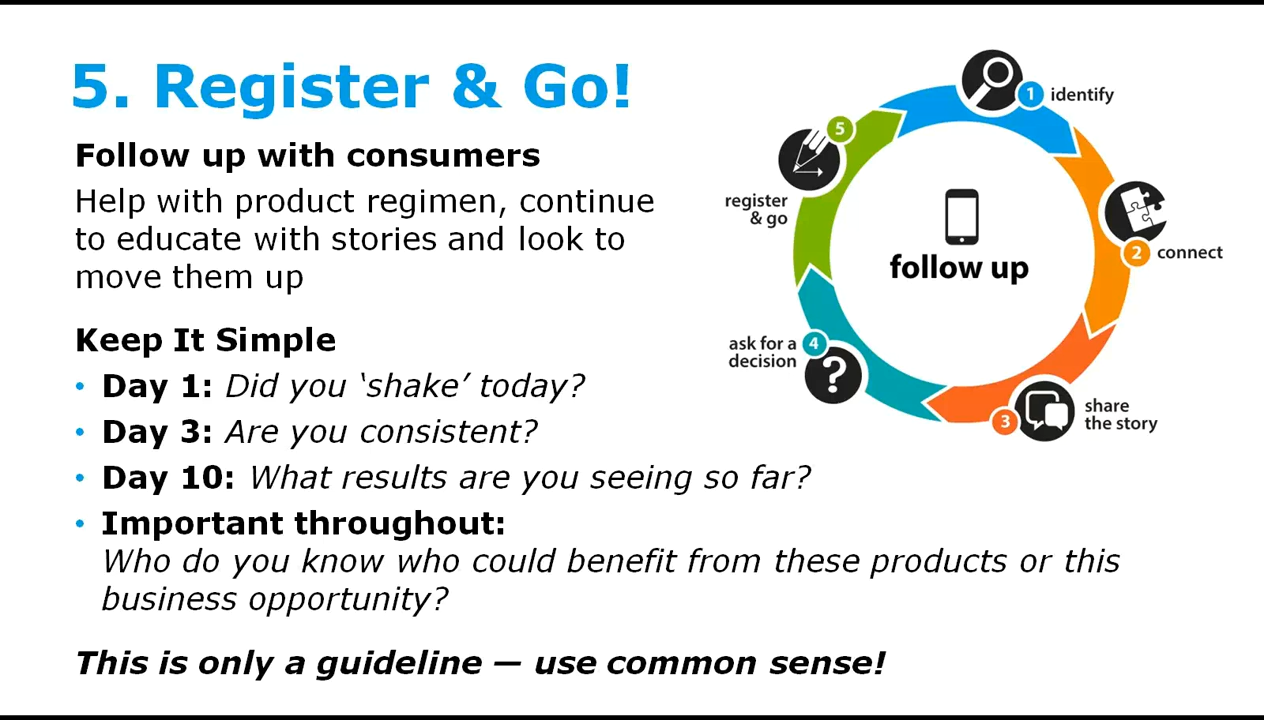 5. Register & Go!
Follow up with consumers
Help with product regimen, continue
to educate with stories and look to
move them up
Keep It Simple
• Day 1: Did you ‘shake’ today?
• Day 3: Are you consistent?
• Day 10: What results are you seeing so far?
• Important throughout:
Who do you know who could benefit from these products or this
business opportunity?
This is only a guideline — use common sense!
1 identify
2 connect
3 share
the story
ask for a 4
decision
5
register
& go
follow up